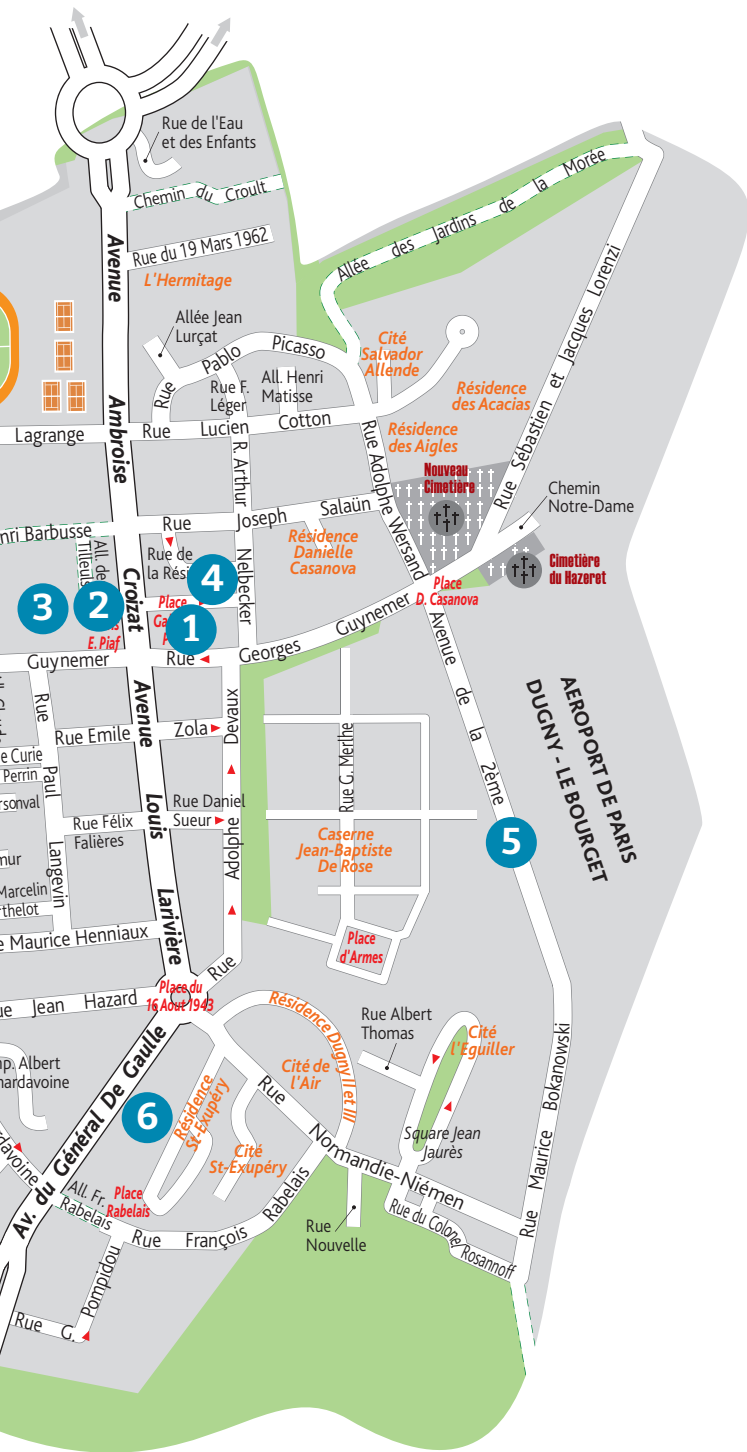 Rue de l'Eau
et des Enfants
Chemin du Croult
Avenue
Rue du 19 Mars 1962
L'Hermitage
Allée des Jardins de la Morée
Allée Jean
Lurçat
Rue Pablo Picasso
Cité
Salvador
Allende
Rue Sébastien et Jacques Lorenzi
Rue F.
Léger
All. Henri
Matisse
Résidence
des Acacias
Ambroise
Lagrange
Rue Lucien Cotton
Résidence
des Aigles
R. Arthur
Nelbecker
Rue Adolphe Wersand
Nouveau
Cimetière
Chemin
Notre-Dame
Barbusse
Rue Joseph Salaün
All.
Tilleuls
Rue de
la
Résidence
Danielle
Casanova
Cimetière
du Hazeret
Croizat
4
3
2
1
Place
E. Piaf
Place
D. Casanova
Guynemer
Rue Georges Guynemer
Avenue de la 2ème
AEROPORT DE PARIS
DUGNY - LE BOURGET
Avenue
Rue Paul Langevin
Rue Emile Zola
Rue Adolphe Devaux
Rue G. Merthe
Curie
Perrin
Louis
Rue Daniel
Sueur
Rue Félix
Falières
5
Caserne
Jean-Baptiste
De Rose
Marcelin
Larivière
Maurice Henniaux
Place
d'Armes
Place du
16 Aout 1943
Jean Hazard
Résidence Dugny II et III
Rue Albert
Thomas
Cité
l'Eguiller
Rue Maurice Bokanowski
Albert
Cité de
l'Air
6
Résidence
St-Exupéry
Rue Normandie-Niémen
Square Jean
Jaurès
Cité
St-Exupéry
Av. du Général De Gaulle
All. Fr.
Rabelais
Place
Rabelais
Rue François Rabelais
Rue
Nouvelle
Rue du Colonel Rosannoff
Rue G. Pompidou